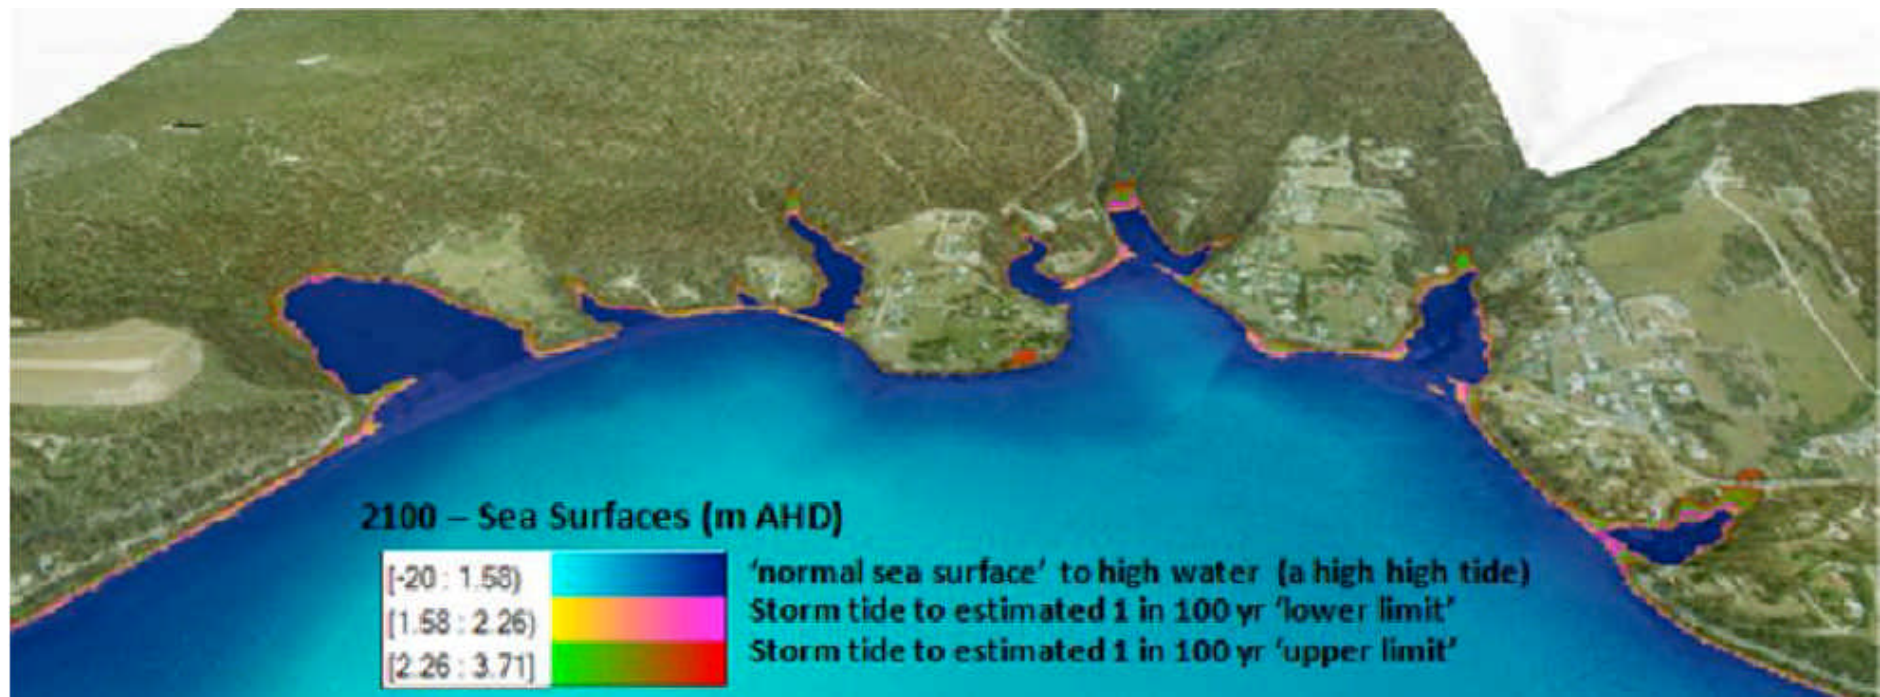 2100 – Sea Surfaces (m AHD)
[-20 : 1.58) 'normal sea surface' to high water (a high high tide)
[1.58 : 2.26) Storm tide to estimated 1 in 100 yr 'lower limit'
[2.26 : 3.71] Storm tide to estimated 1 in 100 yr 'upper limit'